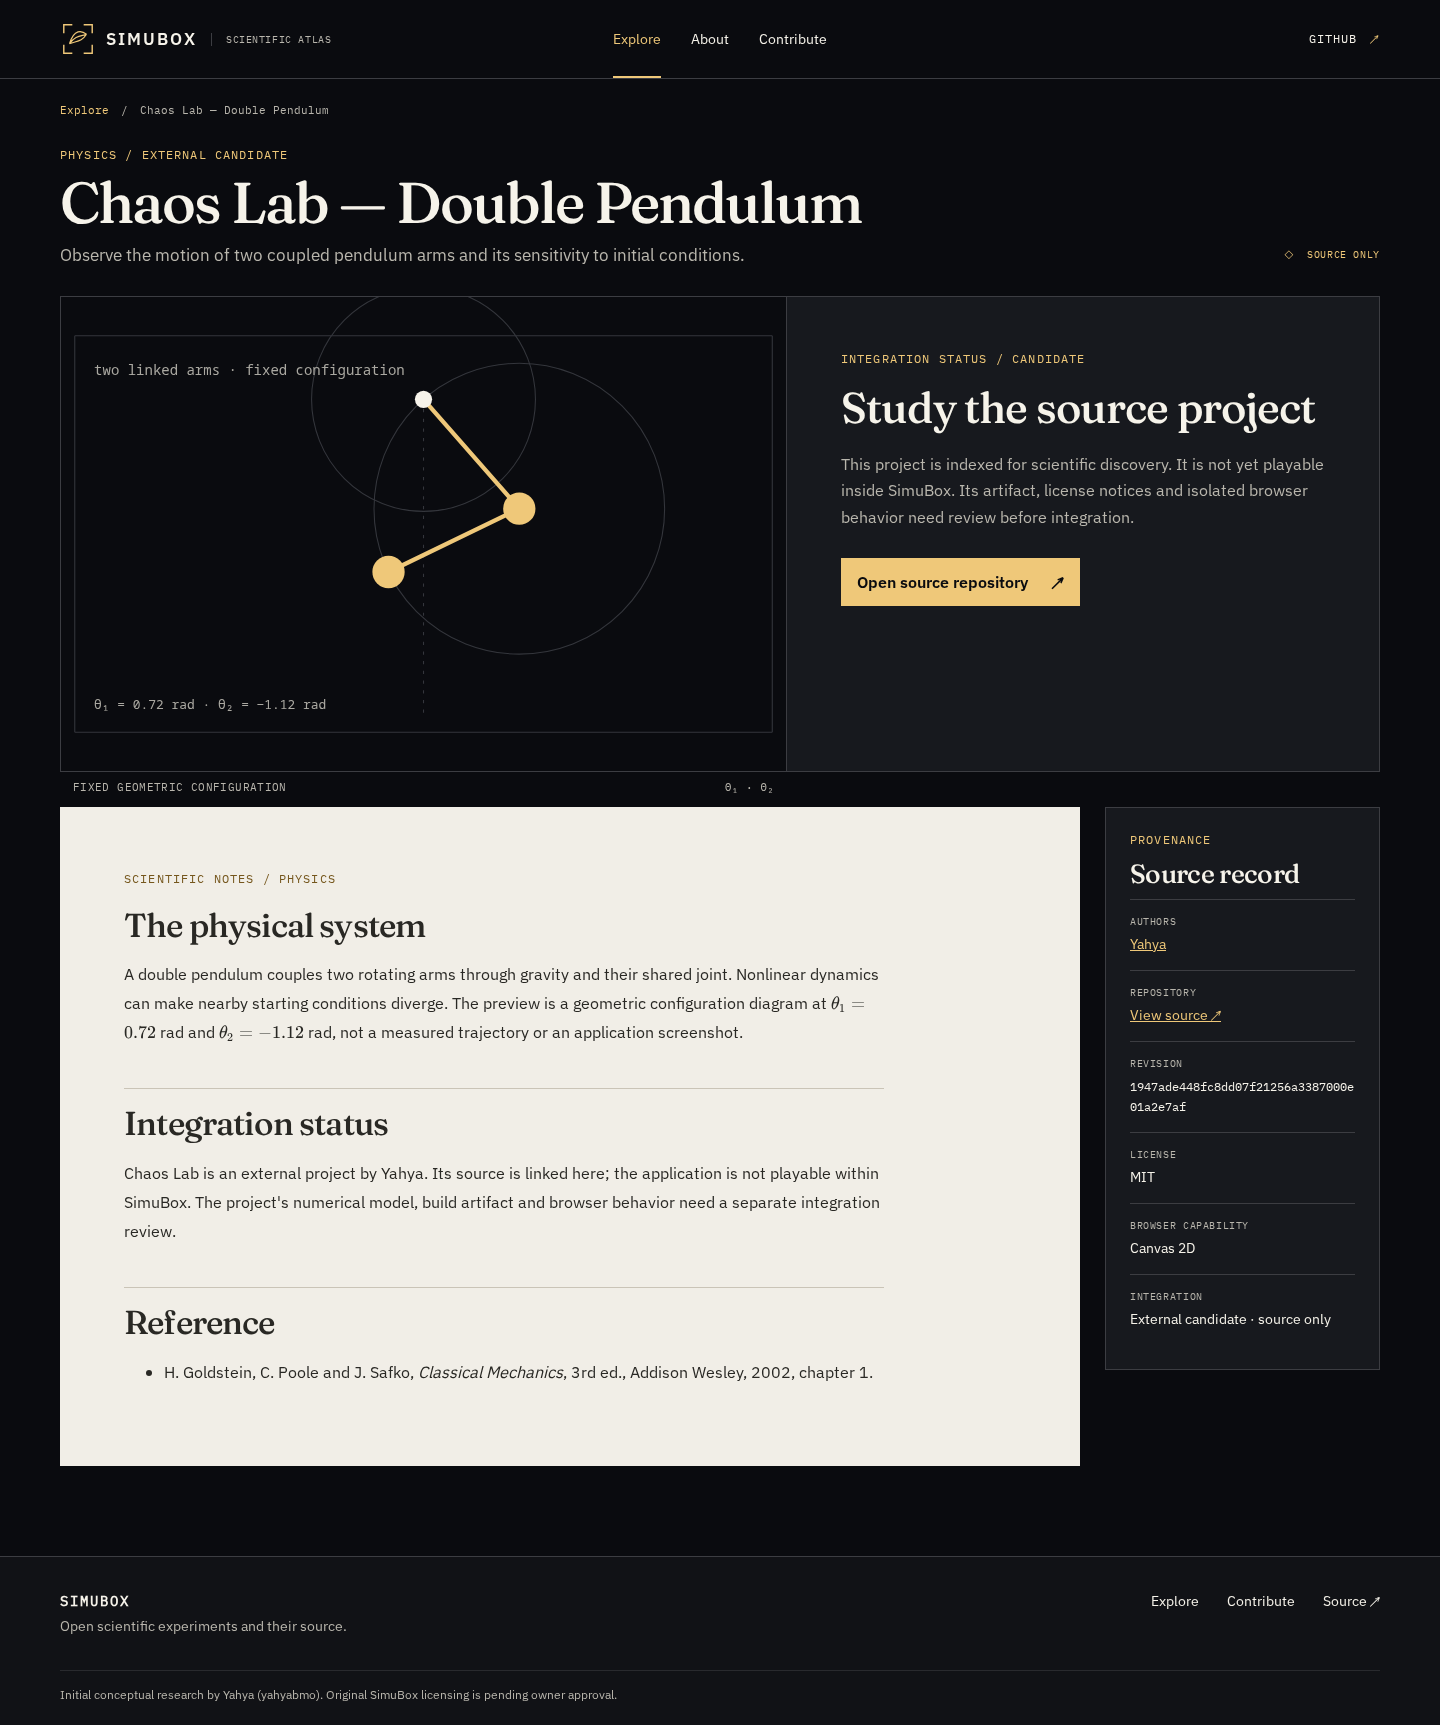 SIMUBOX
SCIENTIFIC ATLAS
Explore
About
Contribute
GITHUB ↗
Explore / Chaos Lab — Double Pendulum
PHYSICS / EXTERNAL CANDIDATE
Chaos Lab — Double Pendulum
Observe the motion of two coupled pendulum arms and its sensitivity to initial conditions.
◇ SOURCE ONLY
two linked arms · fixed configuration
θ₁ = 0.72 rad · θ₂ = −1.12 rad
INTEGRATION STATUS / CANDIDATE
Study the source project
This project is indexed for scientific discovery. It is not yet playable
inside SimuBox. Its artifact, license notices and isolated browser
behavior need review before integration.
Open source repository ↗
FIXED GEOMETRIC CONFIGURATION
θ₁ · θ₂
SCIENTIFIC NOTES / PHYSICS
The physical system
A double pendulum couples two rotating arms through gravity and their shared joint. Nonlinear dynamics
can make nearby starting conditions diverge. The preview is a geometric configuration diagram at θ₁ =
0.72 rad and θ₂ = −1.12 rad, not a measured trajectory or an application screenshot.
Integration status
Chaos Lab is an external project by Yahya. Its source is linked here; the application is not playable within
SimuBox. The project's numerical model, build artifact and browser behavior need a separate integration
review.
Reference
• H. Goldstein, C. Poole and J. Safko, Classical Mechanics, 3rd ed., Addison Wesley, 2002, chapter 1.
PROVENANCE
Source record
AUTHORS
Yahya
REPOSITORY
View source ↗
REVISION
1947ade448fc8dd07f21256a3387000e
01a2e7af
LICENSE
MIT
BROWSER CAPABILITY
Canvas 2D
INTEGRATION
External candidate · source only
SIMUBOX
Open scientific experiments and their source.
Explore
Contribute
Source ↗
Initial conceptual research by Yahya (yahyabmo). Original SimuBox licensing is pending owner approval.